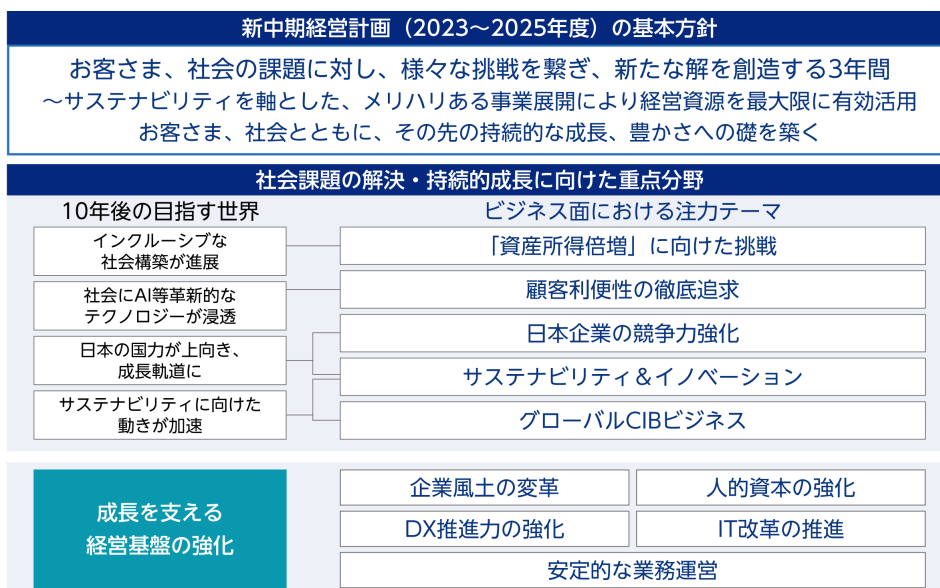 新中期経営計画（2023～2025年度）の基本方針
お客さま、社会の課題に対し、様々な挑戦を繋ぎ、新たな解を創造する3年間
～サステナビリティを軸とした、メリハリある事業展開により経営資源を最大限に有効活用
お客さま、社会とともに、その先の持続的な成長、豊かさへの礎を築く
社会課題の解決・持続的成長に向けた重点分野
10年後の目指す世界
インクルーシブな
社会構築が進展
社会にAI等革新的な
テクノロジーが浸透
日本の国力が上向き、
成長軌道に
サステナビリティに向けた
動きが加速
ビジネス面における注力テーマ
「資産所得倍増」に向けた挑戦
顧客利便性の徹底追求
日本企業の競争力強化
サステナビリティ＆イノベーション
グローバルCIBビジネス
成長を支える
経営基盤の強化
企業風土の変革
人的資本の強化
DX推進力の強化
IT改革の推進
安定的な業務運営